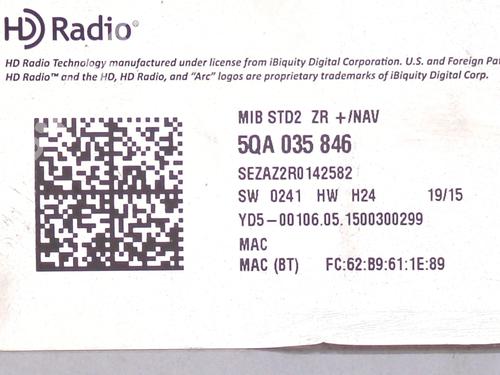 HD Radio®
HD Radio Technology manufactured under license from iBiquity Digital Corporation. U.S. and Foreign Pat
HD Radio™ and the HD, HD Radio, and “Arc” logos are proprietary trademarks of iBiquity Digital Corp.
MIB STD2 ZR +/NAV
5QA 035 846
SEZAZ2R0142582
SW 0241 HW H24 19/15
YD5-00106.05.1500300299
MAC
MAC (BT) FC:62:B9:61:1E:89